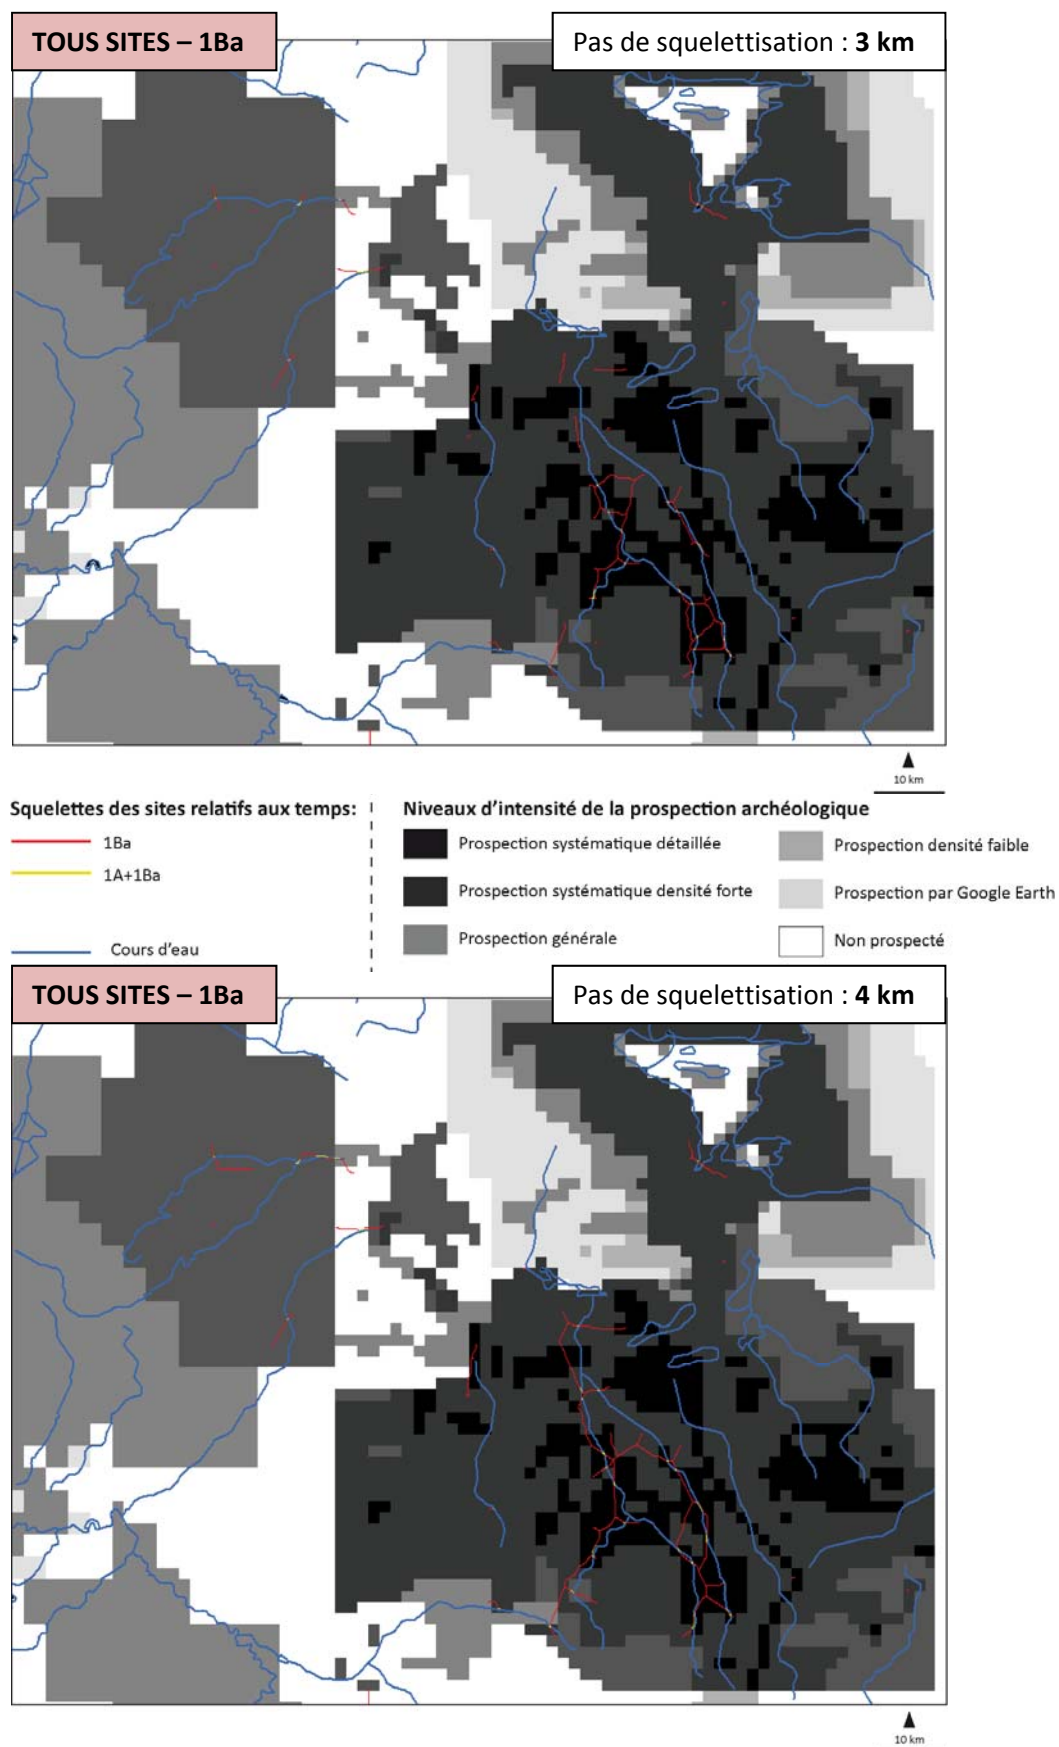 TOUS SITES – 1Ba
Pas de squelettisation : 3 km
10 km
Squelettes des sites relatifs aux temps:
1Ba
1A+1Ba
Cours d'eau
Niveaux d'intensité de la prospection archéologique
Prospection systématique détaillée
Prospection systématique densité forte
Prospection générale
Prospection densité faible
Prospection par Google Earth
Non prospecté
TOUS SITES – 1Ba
Pas de squelettisation : 4 km
10 km